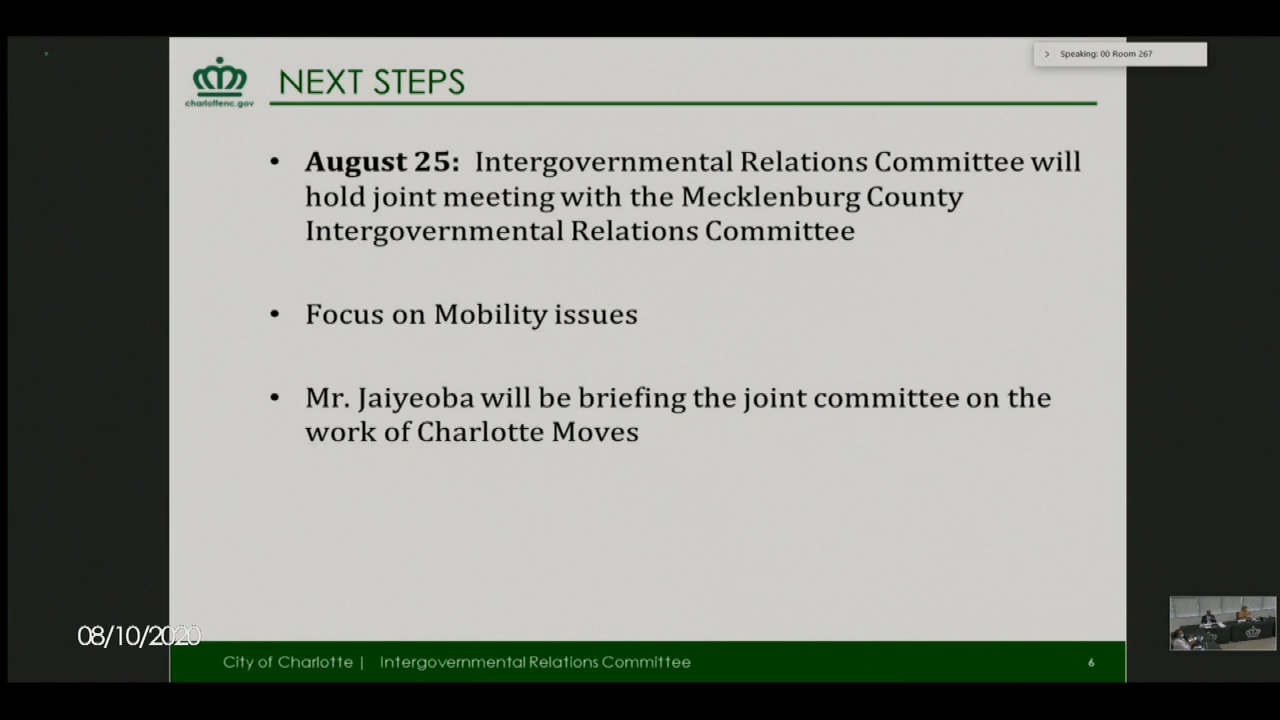 Speaking: 00 Room 267
charlottenc.gov
NEXT STEPS
• August 25: Intergovernmental Relations Committee will
hold joint meeting with the Mecklenburg County
Intergovernmental Relations Committee
• Focus on Mobility issues
• Mr. Jaiyeoba will be briefing the joint committee on the
work of Charlotte Moves
08/10/2020
City of Charlotte | Intergovernmental Relations Committee
6